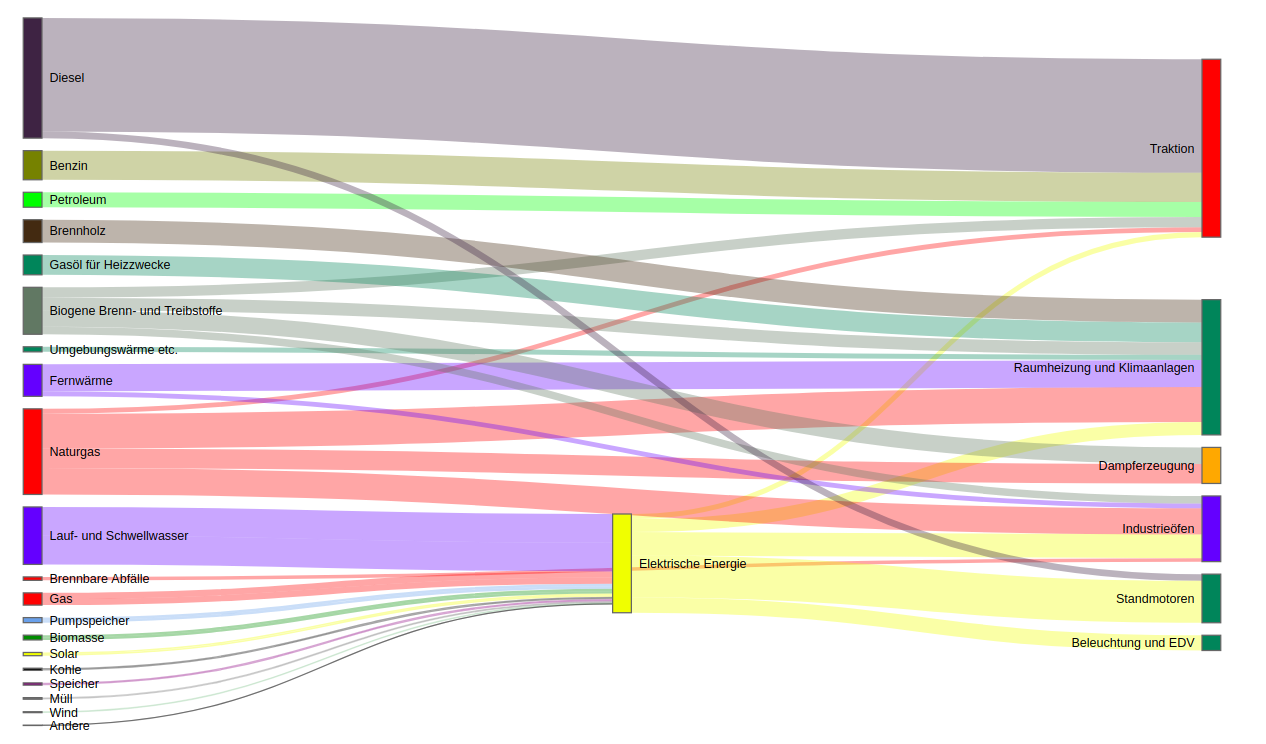 Diesel
Benzin
Petroleum
Brennholz
Gasöl für Heizzwecke
Biogene Brenn- und Treibstoffe
Umgebungswärme etc.
Fernwärme
Naturgas
Lauf- und Schwellwasser
Brennbare Abfälle
Gas
Pumpspeicher
Biomasse
Solar
Kohle
Speicher
Müll
Wind
Andere
Elektrische Energie
Traktion
Raumheizung und Klimaanlagen
Dampferzeugung
Industrieöfen
Standmotoren
Beleuchtung und EDV